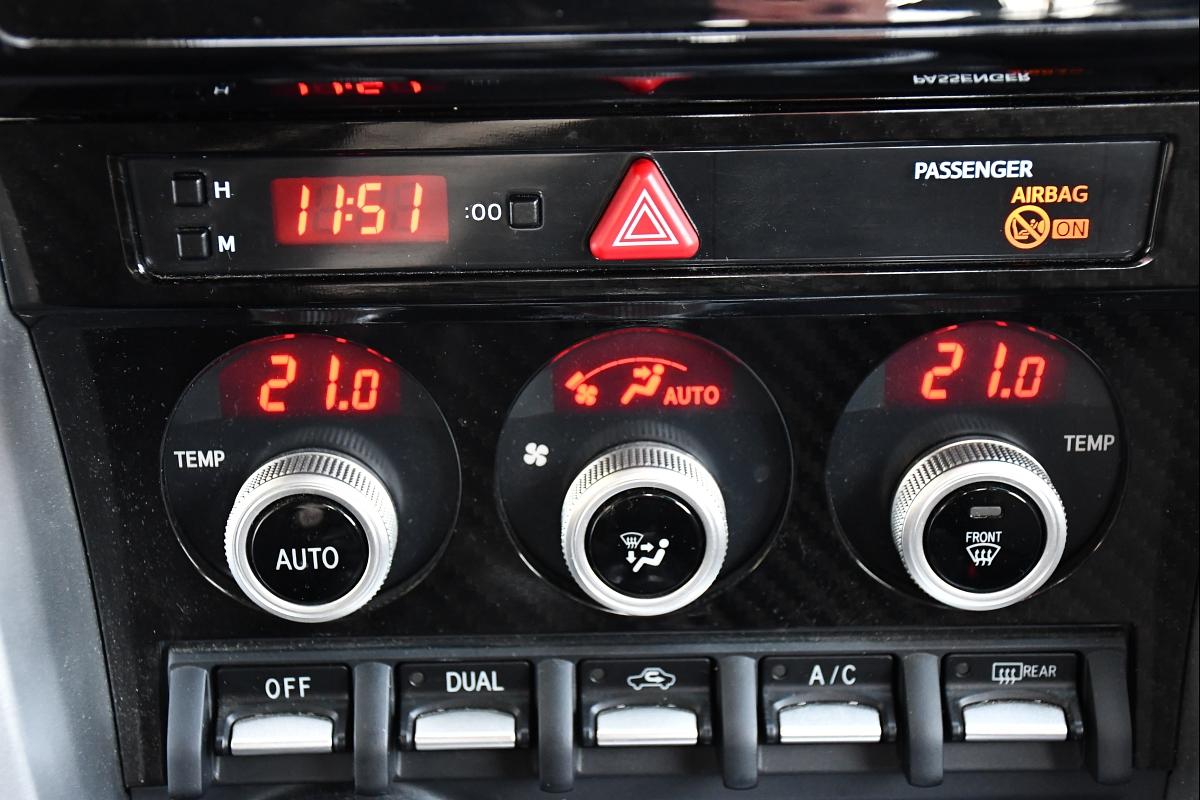 H
11:51
:00
M
PASSENGER
AIRBAG
ON
21.0
AUTO
21.0
TEMP
TEMP
AUTO
FRONT
OFF
DUAL
A/C
REAR